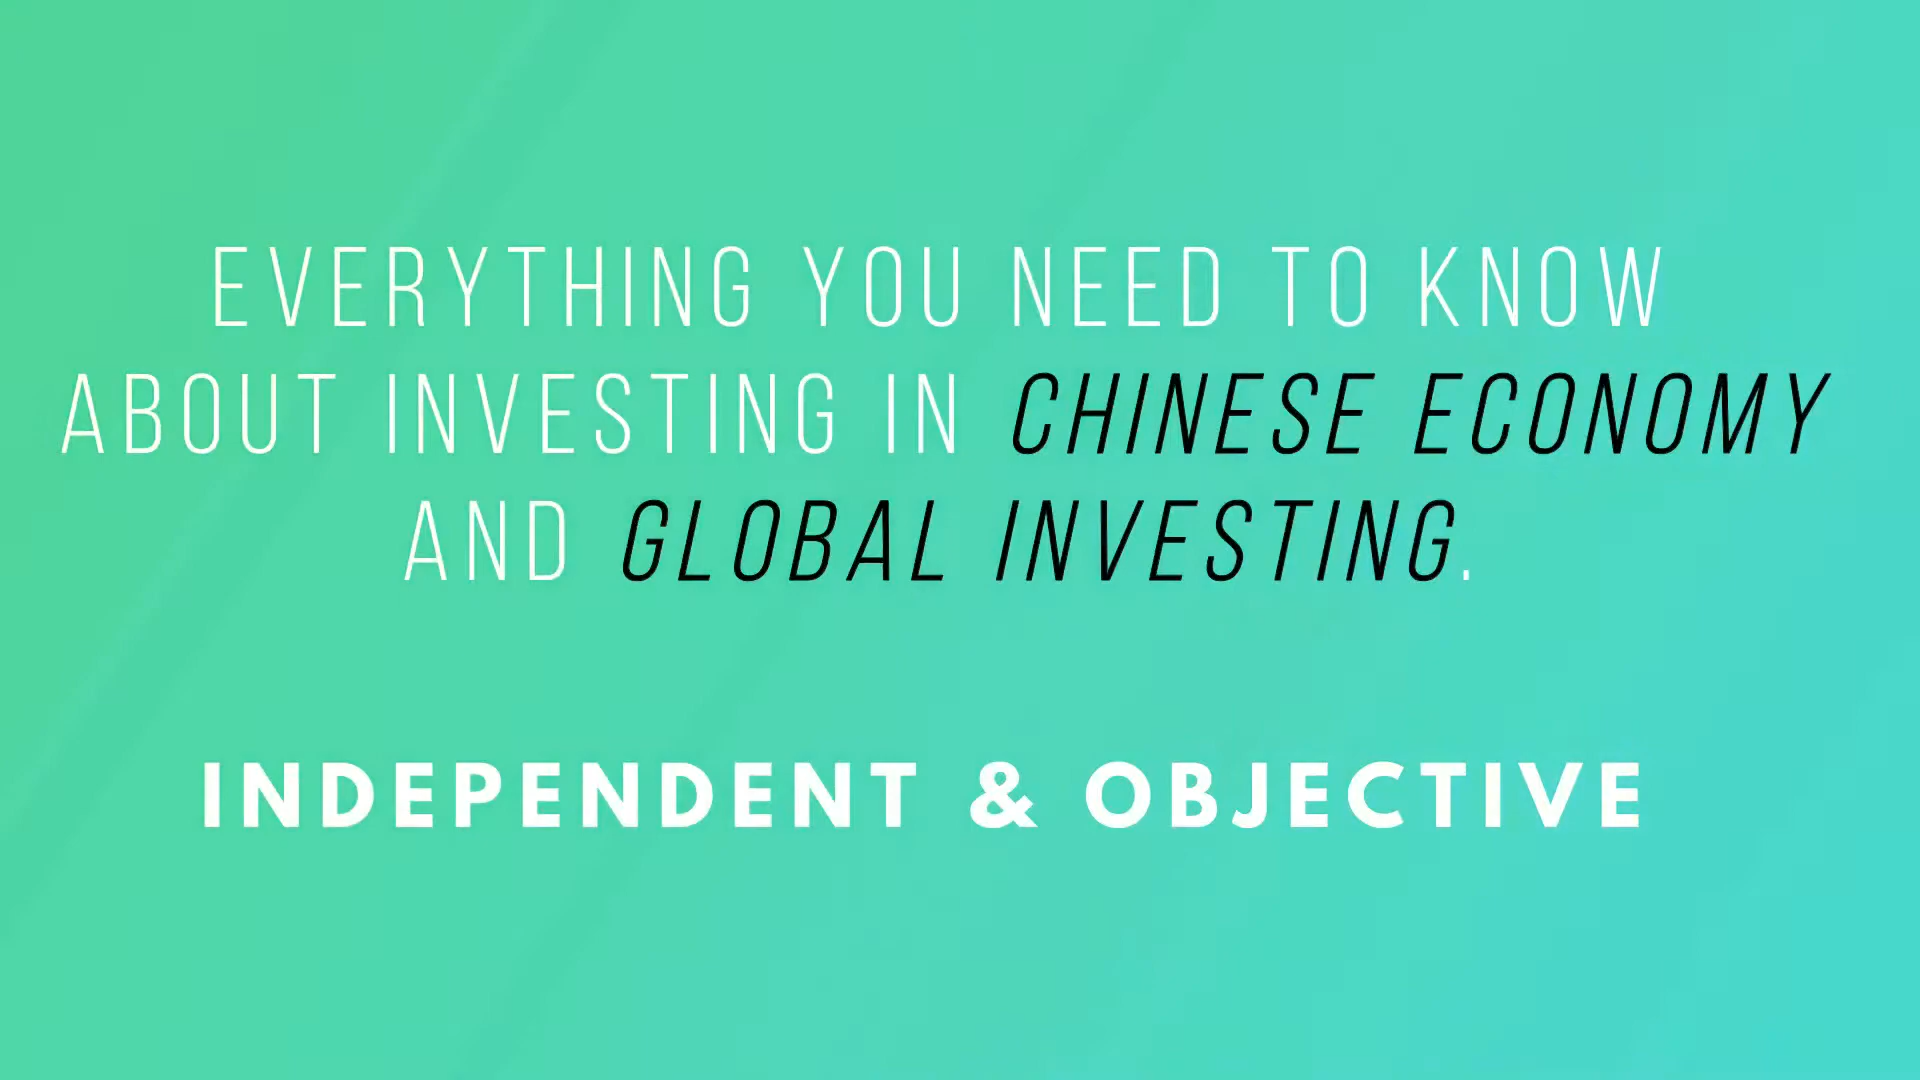 EVERYTHING YOU NEED TO KNOW
ABOUT INVESTING IN CHINESE ECONOMY
AND GLOBAL INVESTING.
INDEPENDENT & OBJECTIVE